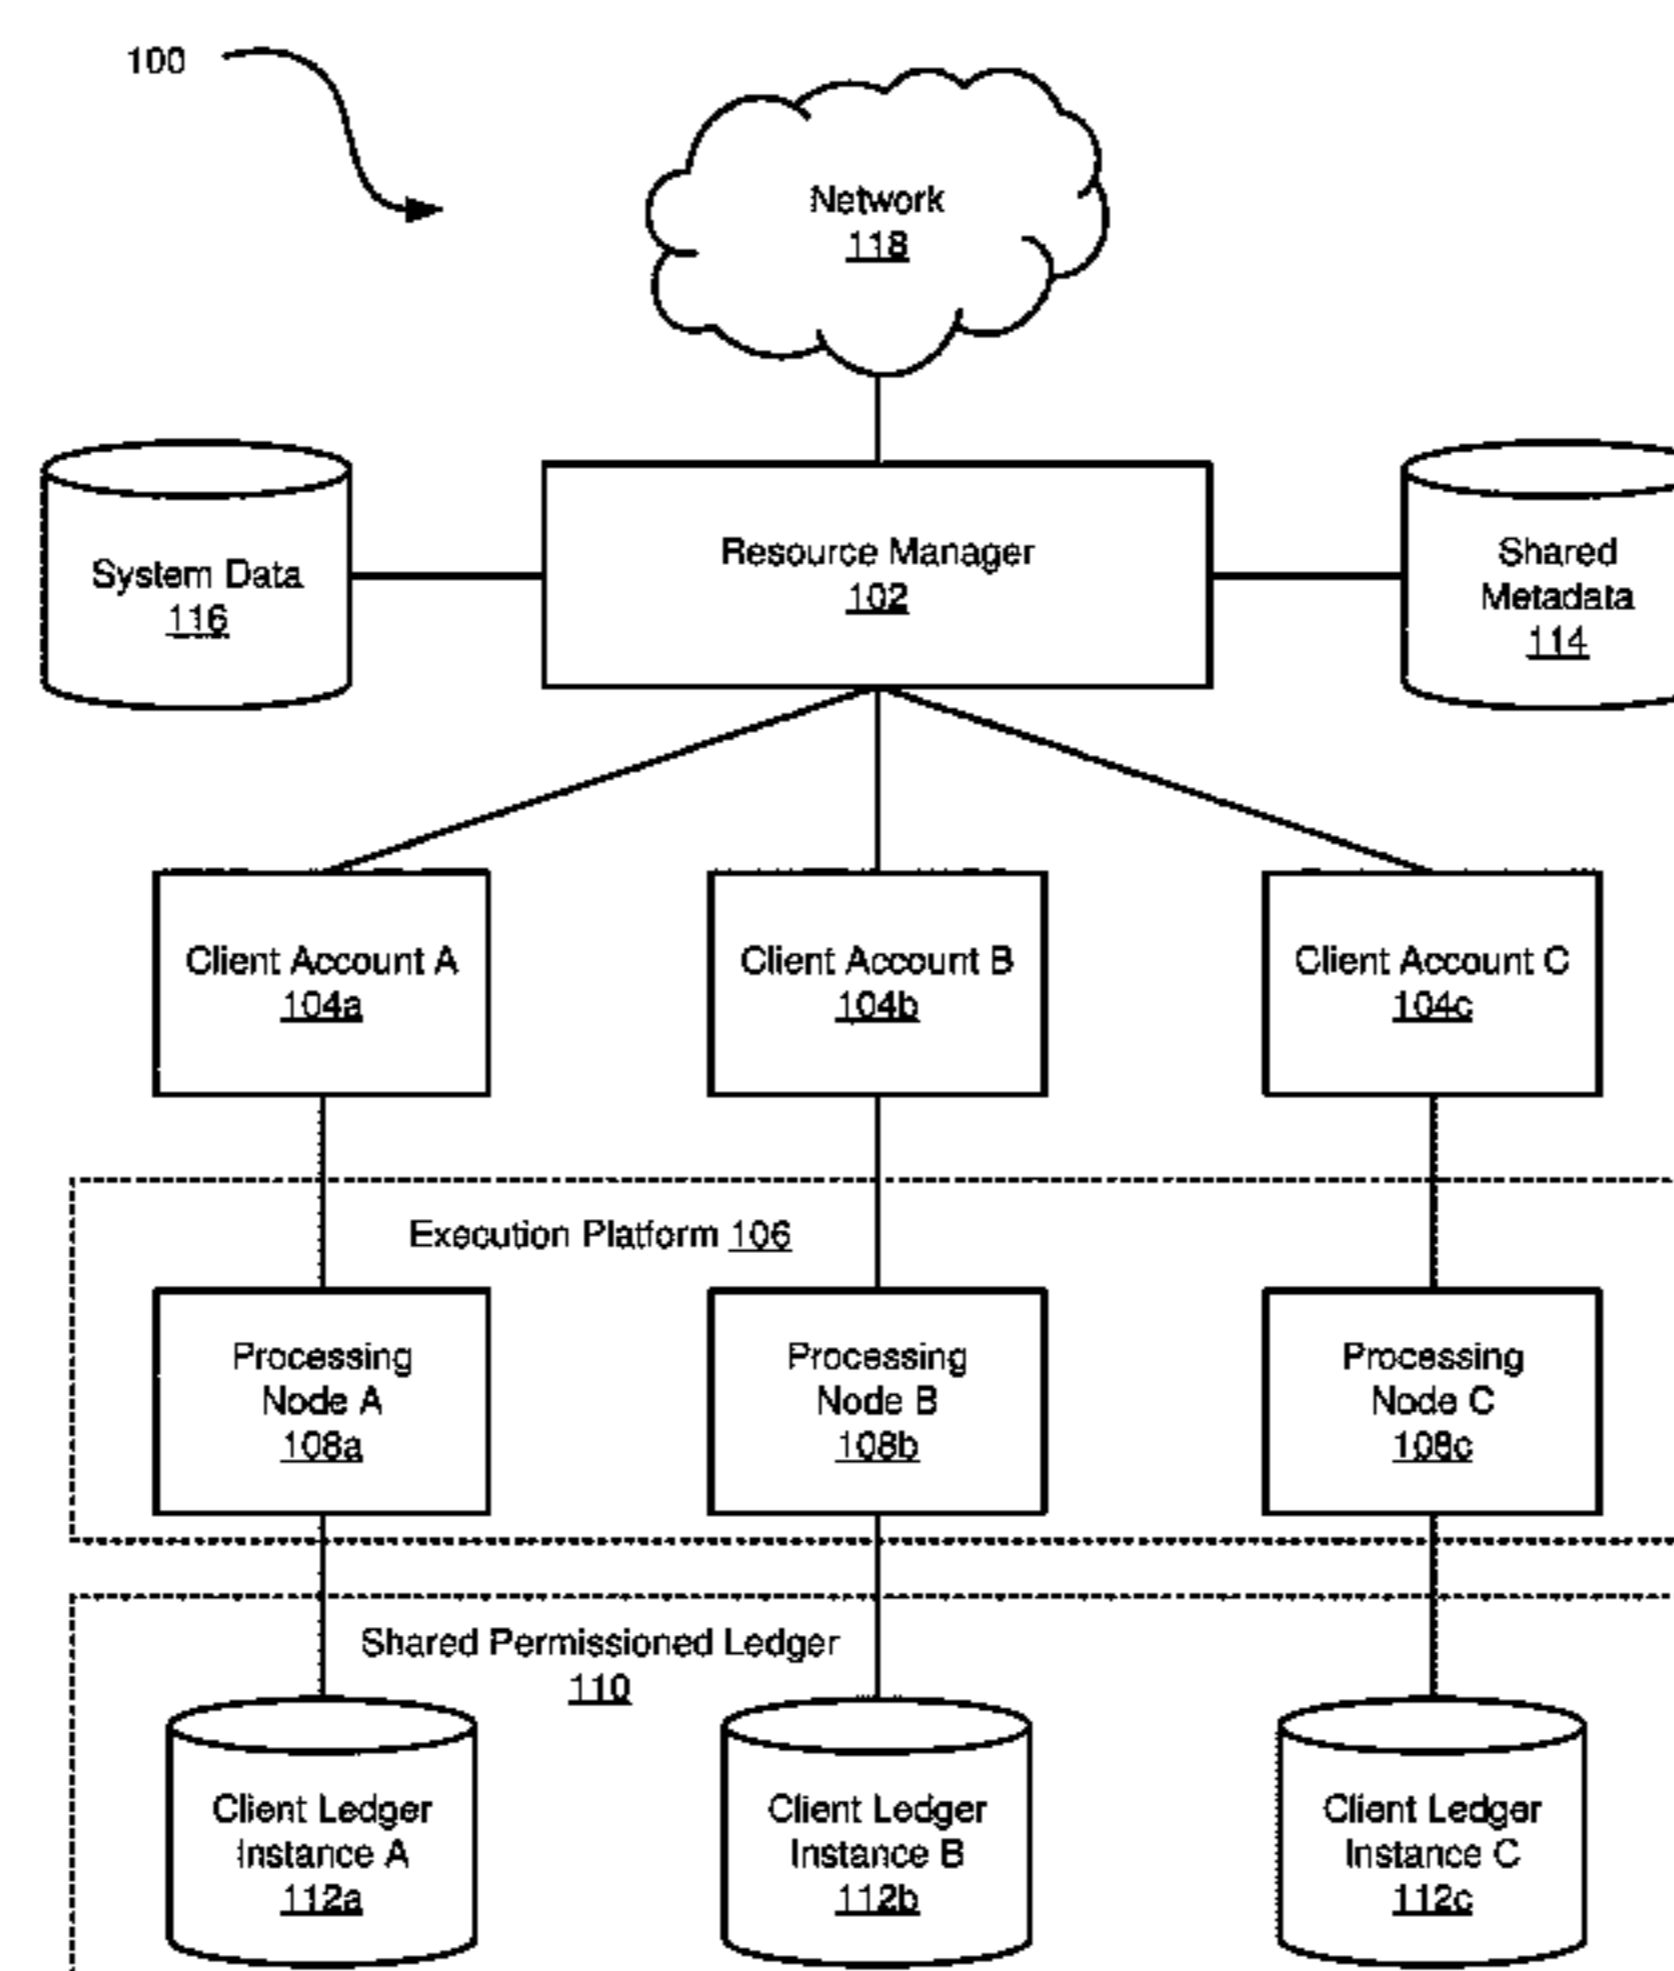 100
Network
118
System Data
116
Resource Manager
102
Shared
Metadata
114
Client Account A
104a
Client Account B
104b
Client Account C
104c
Execution Platform 106
Processing
Node A
108a
Processing
Node B
108b
Processing
Node C
108c
Shared Permissioned Ledger
110
Client Ledger
Instance A
112a
Client Ledger
Instance B
112b
Client Ledger
Instance C
112c